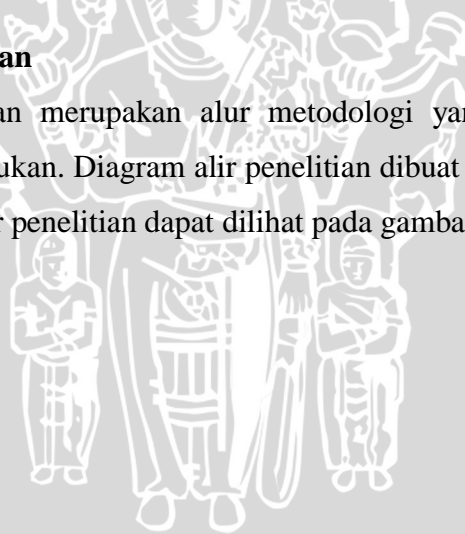 an
an merupakan alur metodologi yan
ukan. Diagram alir penelitian dibuat
r penelitian dapat dilihat pada gamba